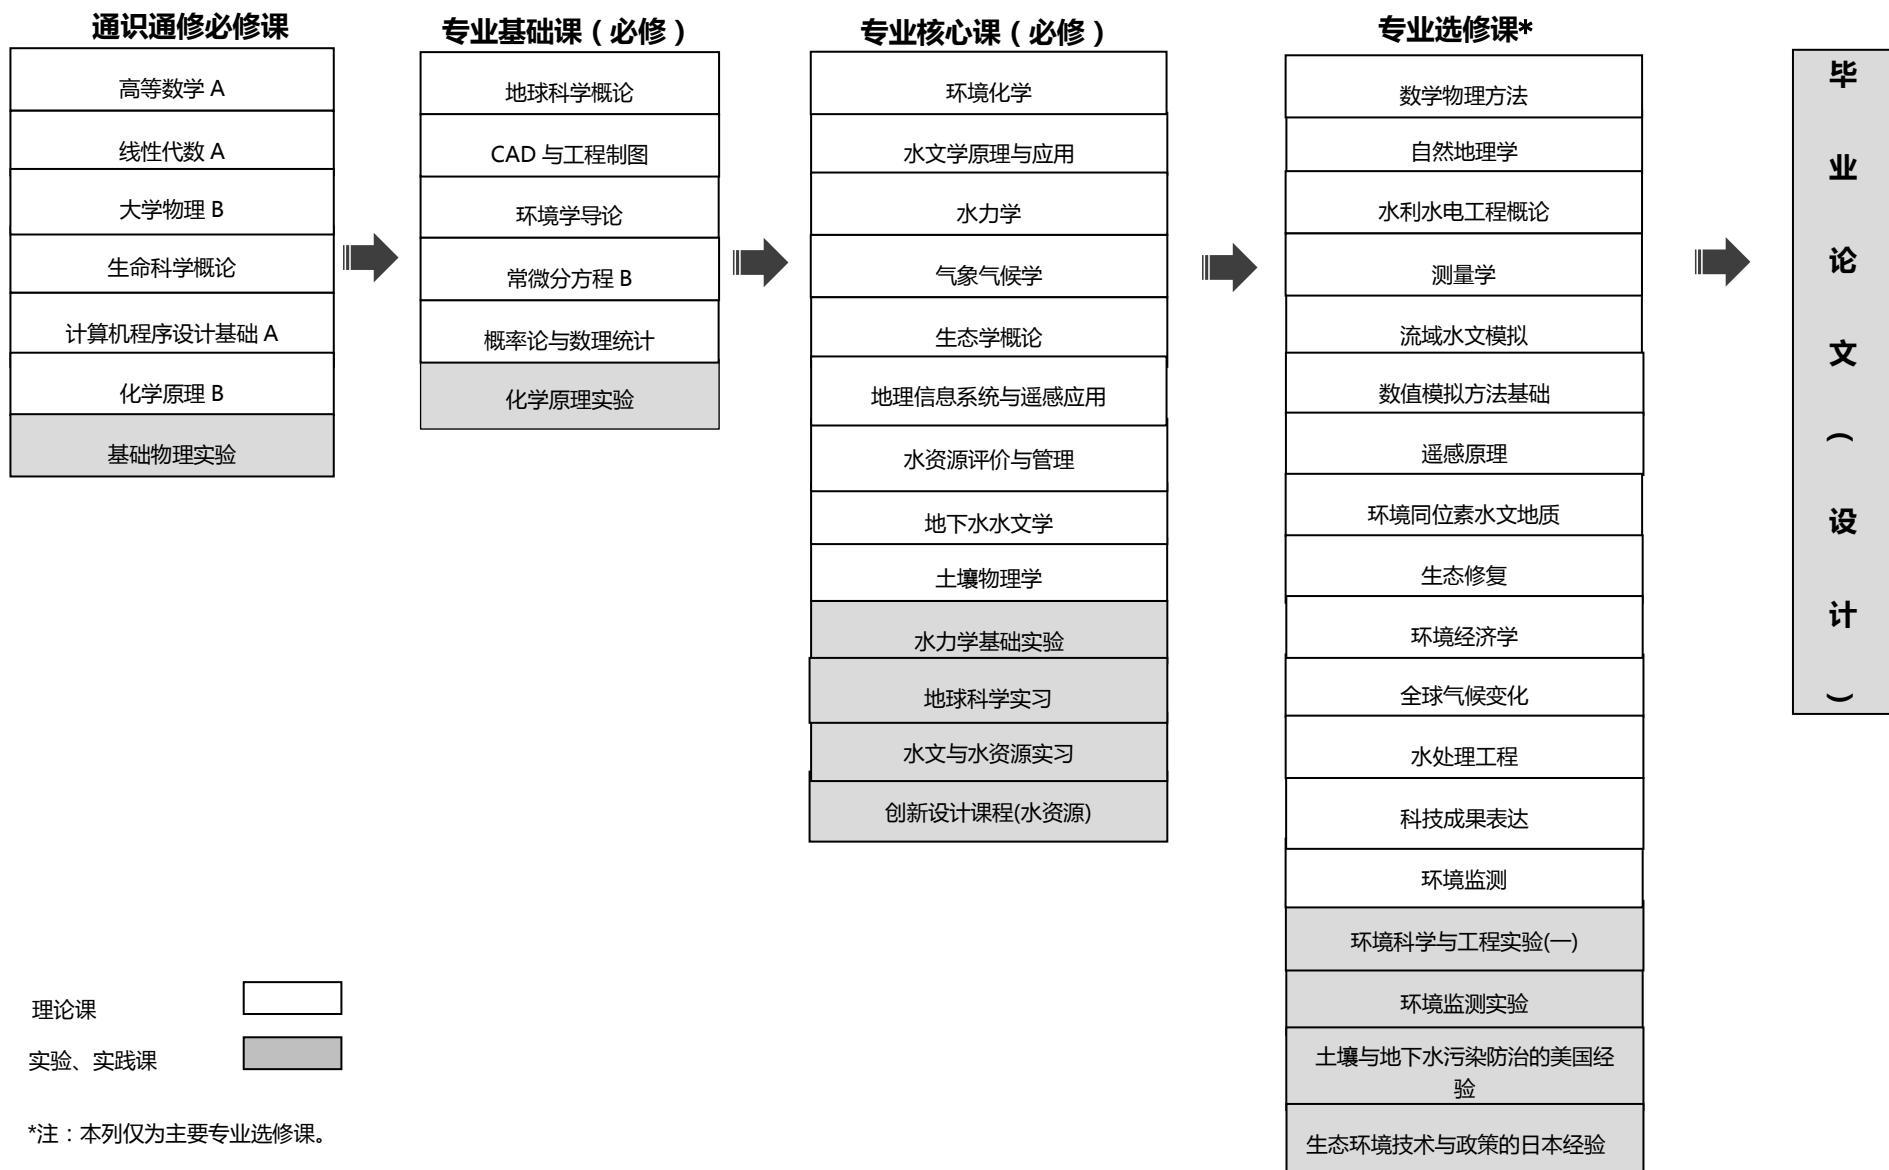 通识通修必修课
高等数学 A
线性代数 A
大学物理 B
生命科学概论
计算机程序设计基础 A
化学原理 B
基础物理实验
专业基础课（必修）
地球科学概论
CAD 与工程制图
环境学导论
常微分方程 B
概率论与数理统计
化学原理实验
专业核心课（必修）
环境化学
水文学原理与应用
水力学
气象气候学
生态学概论
地理信息系统与遥感应用
水资源评价与管理
地下水水文学
土壤物理学
水力学基础实验
地球科学实习
水文与水资源实习
创新设计课程(水资源)
专业选修课*
数学物理方法
自然地理学
水利水电工程概论
测量学
流域水文模拟
数值模拟方法基础
遥感原理
环境同位素水文地质
生态修复
环境经济学
全球气候变化
水处理工程
科技成果表达
环境监测
环境科学与工程实验(一)
环境监测实验
土壤与地下水污染防治的美国经
验
生态环境技术与政策的日本经验
毕业论文（设计）
理论课
实验、实践课
*注：本列仅为主要专业选修课。